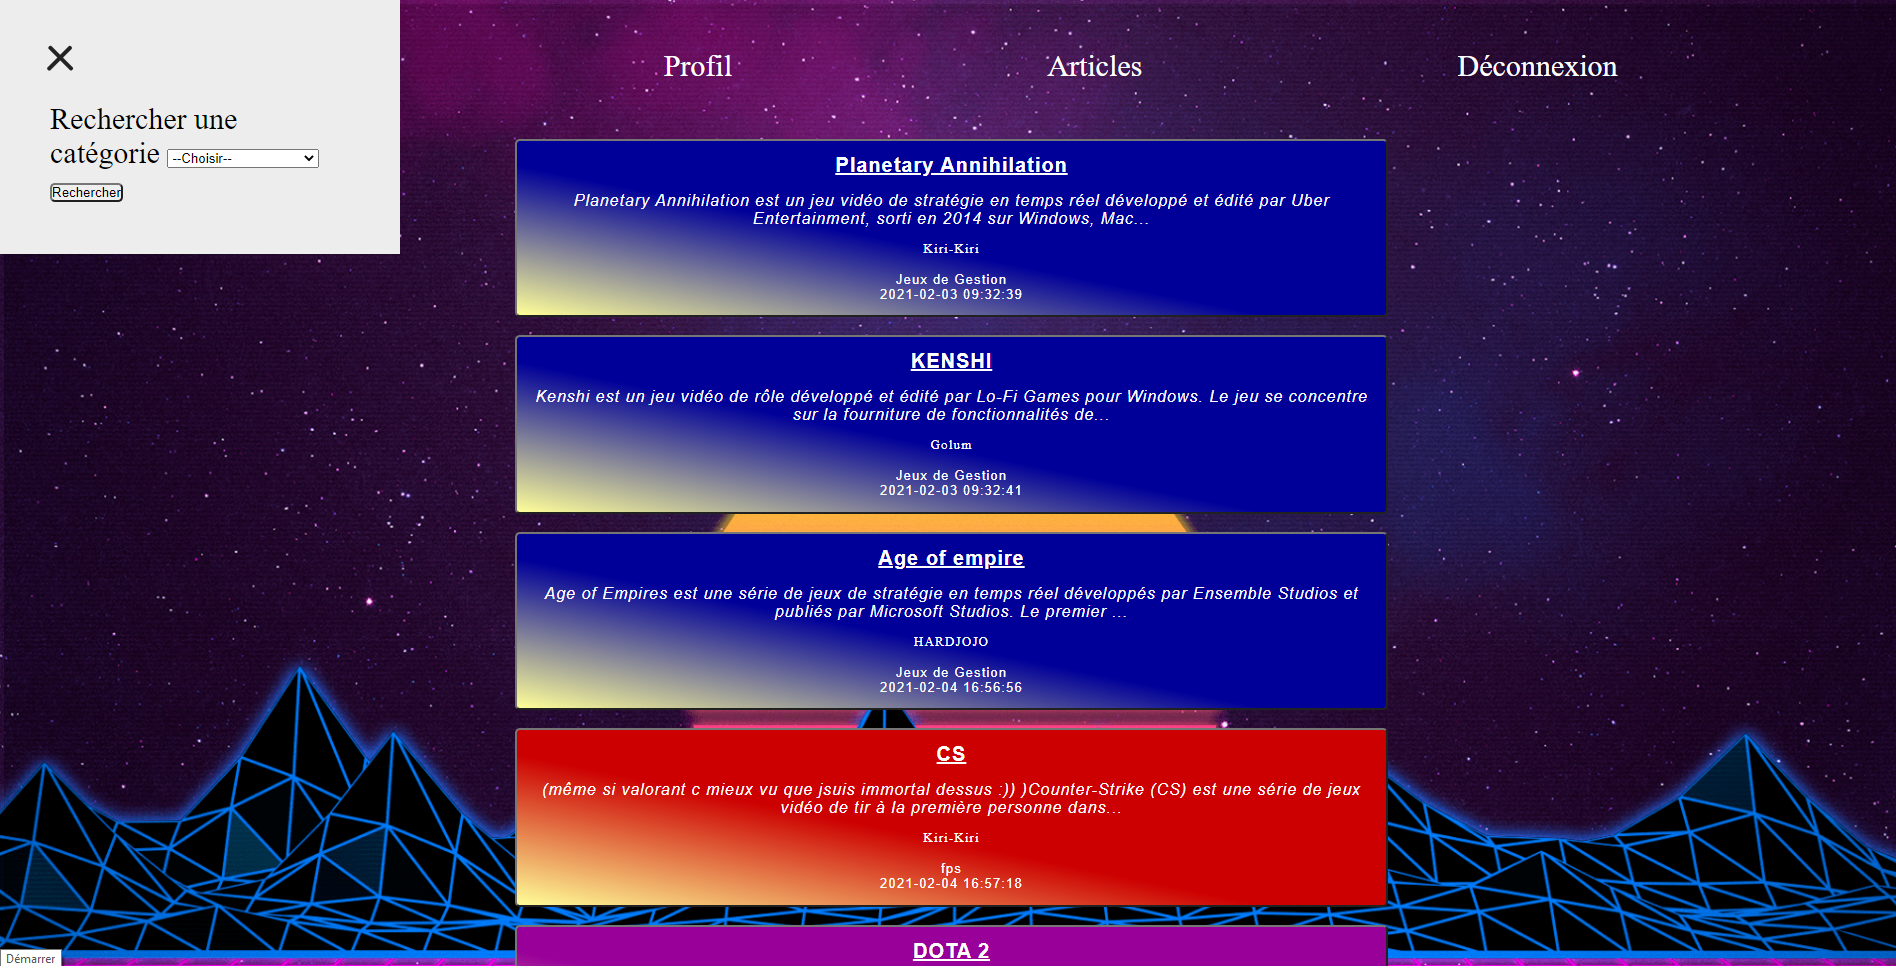 Profil
Articles
Déconnexion
Rechercher une
catégorie --Choisir--
Rechercher
Planetary Annihilation
Planetary Annihilation est un jeu vidéo de stratégie en temps réel développé et édité par Uber
Entertainment, sorti en 2014 sur Windows, Mac...
Kiri-Kiri
Jeux de Gestion
2021-02-03 09:32:39
KENSHI
Kenshi est un jeu vidéo de rôle développé et édité par Lo-Fi Games pour Windows. Le jeu se concentre
sur la fourniture de fonctionnalités de...
Golum
Jeux de Gestion
2021-02-03 09:32:41
Age of empire
Age of Empires est une série de jeux de stratégie en temps réel développés par Ensemble Studios et
publiés par Microsoft Studios. Le premier ...
HARDJOJO
Jeux de Gestion
2021-02-04 16:56:56
CS
(même si valorant c mieux vu que jsuis immortal dessus :)) )Counter-Strike (CS) est une série de jeux
vidéo de tir à la première personne dans...
Kiri-Kiri
fps
2021-02-04 16:57:18
DOTA 2
Démarrer